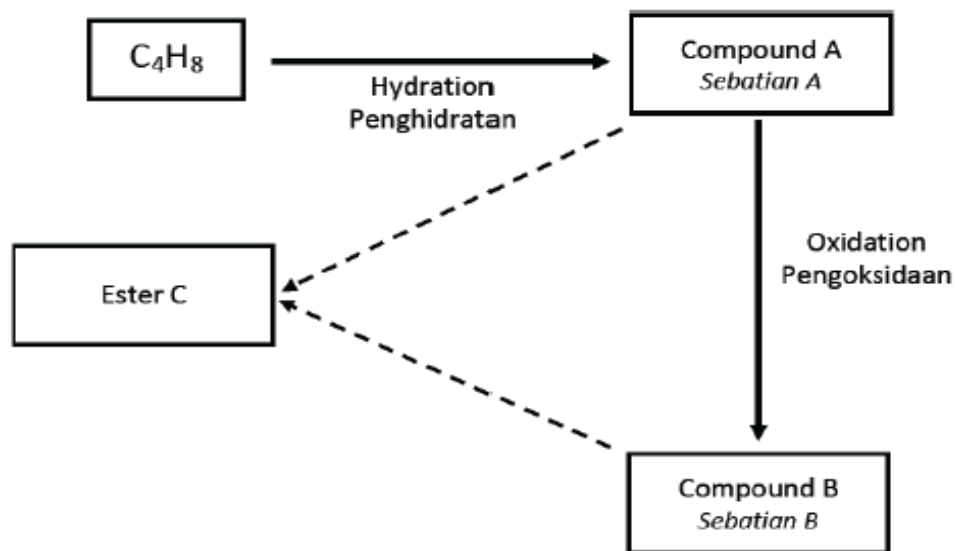 C₄H₈
Hydration
Penghidratan
Compound A
Sebatian A
Oxidation
Pengoksidaan
Ester C
Compound B
Sebatian B